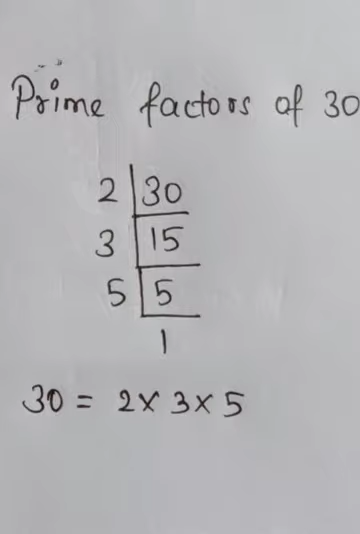 Prime factors of 30
2 | 30
3 | 15
5 | 5
1
30 = 2 × 3 × 5